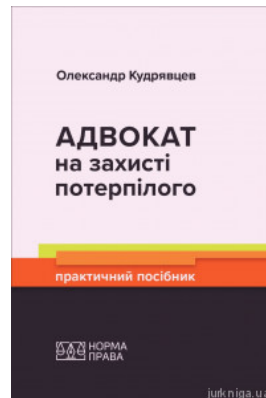 Олександр Кудрявцев
АДВОКАТ
на захисті
потерпілого
практичний посібник
НОРМА
ПРАВА
jurkniga.ua